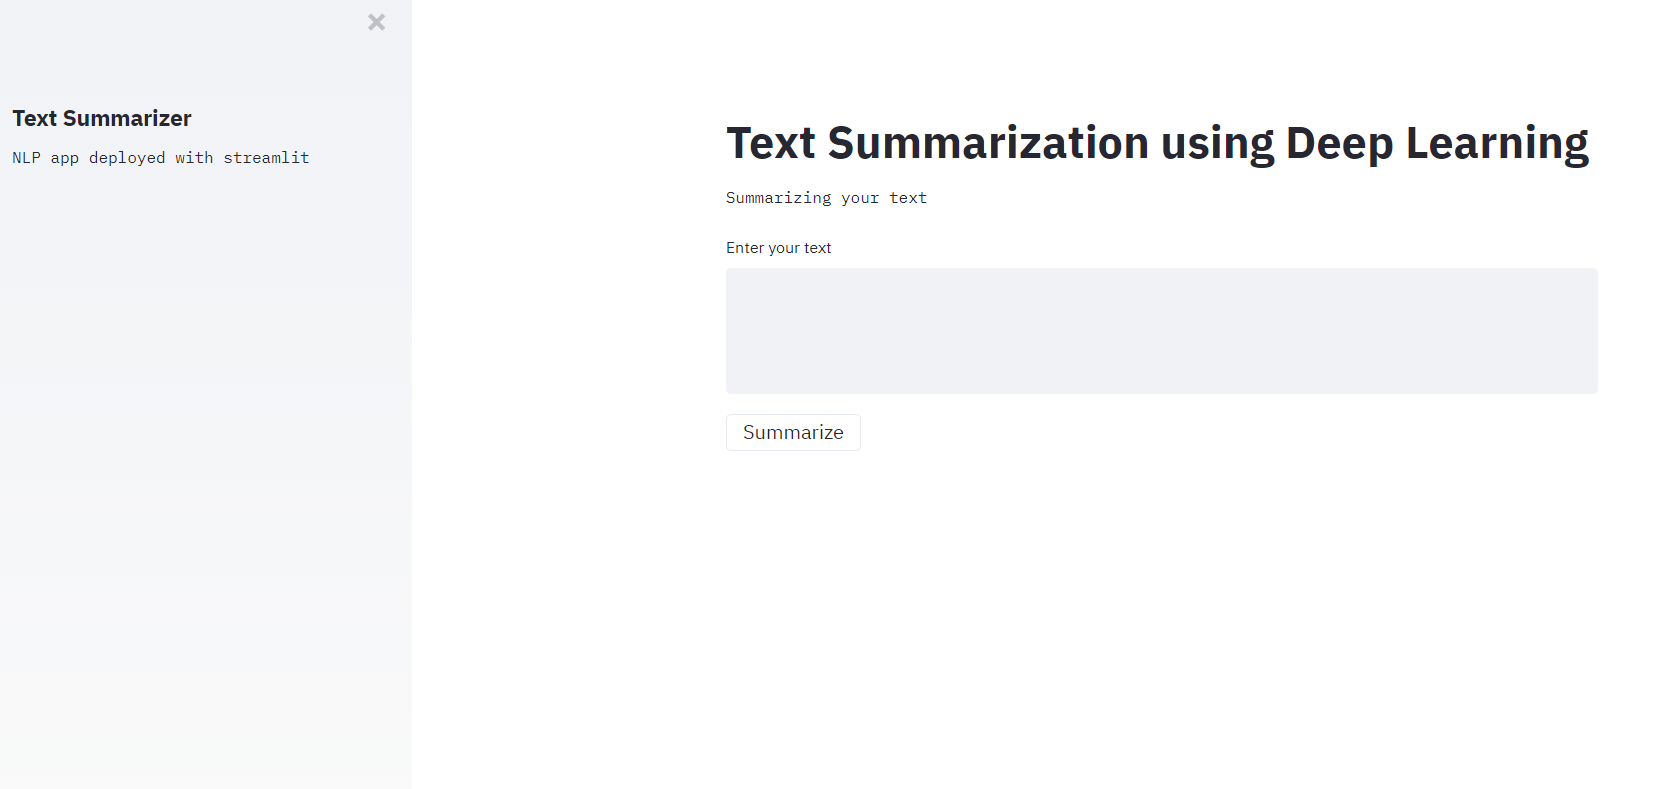 Text Summarizer
NLP app deployed with streamlit
Text Summarization using Deep Learning
Summarizing your text
Enter your text
Summarize